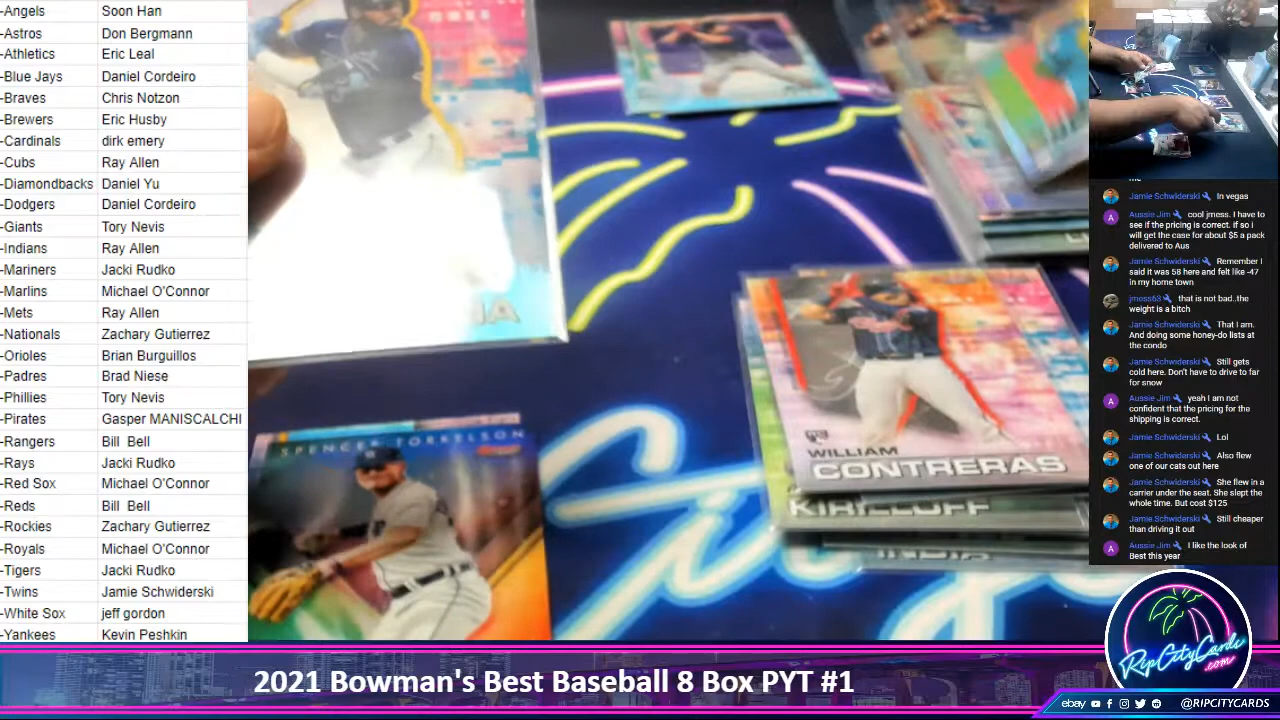 -Angels Soon Han
-Astros Don Bergmann
-Athletics Eric Leal
-Blue Jays Daniel Cordeiro
-Braves Chris Notzon
-Brewers Eric Husby
-Cardinals dirk emery
-Cubs Ray Allen
-Diamondbacks Daniel Yu
-Dodgers Daniel Cordeiro
-Giants Tory Nevis
-Indians Ray Allen
-Mariners Jacki Rudko
-Marlins Michael O'Connor
-Mets Ray Allen
-Nationals Zachary Gutierrez
-Orioles Brian Burguillos
-Padres Brad Niese
-Phillies Tory Nevis
-Pirates Gasper MANISCALCHI
-Rangers Bill Bell
-Rays Jacki Rudko
-Red Sox Michael O'Connor
-Reds Bill Bell
-Rockies Zachary Gutierrez
-Royals Michael O'Connor
-Tigers Jacki Rudko
-Twins Jamie Schwiderski
-White Sox jeff gordon
-Yankees Kevin Peshkin
SPENCER TORKELSON
WILLIAM
CONTRERAS
KIRILLOFF
INDIA
me
Jamie Schwiderski In vegas
Aussie Jim cool jmess. I have to
see if the pricing is correct. if so i
will get the case for about $5 a pack
delivered to Aus
Jamie Schwiderski Remember I
said it was 58 here and felt like -47
in my home town
jmess63 that is not bad..the
weight is a bitch
Jamie Schwiderski That I am.
And doing some honey-do lists at
the condo
Jamie Schwiderski Still gets
cold here. Don't have to drive to far
for snow
Aussie Jim yeah I am not
confident that the pricing for the
shipping is correct.
Jamie Schwiderski Lol
Jamie Schwiderski Also flew
one of our cats out here
Jamie Schwiderski She flew in a
carrier under the seat. She slept the
whole time. But cost $125
Jamie Schwiderski Still cheaper
than driving it out
Aussie Jim I like the look of
Best this year
RipCityCards
.com
2021 Bowman's Best Baseball 8 Box PYT #1
ebay @RIPCITYCARDS